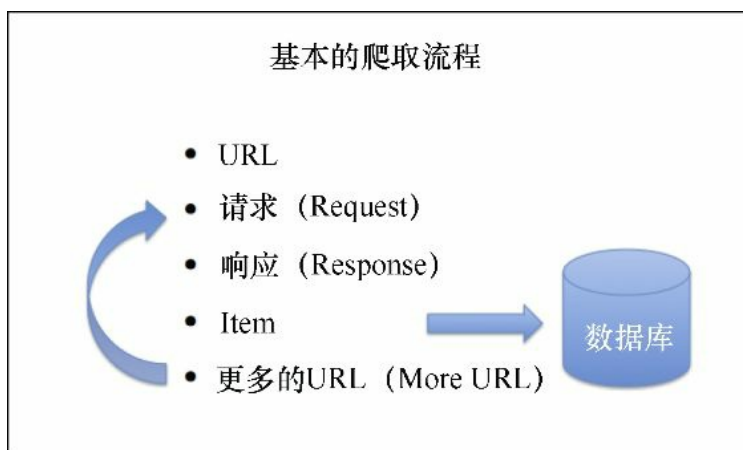 基本的爬取流程
• URL
• 请求（Request）
• 响应（Response）
• Item
数据库
• 更多的URL（More URL）